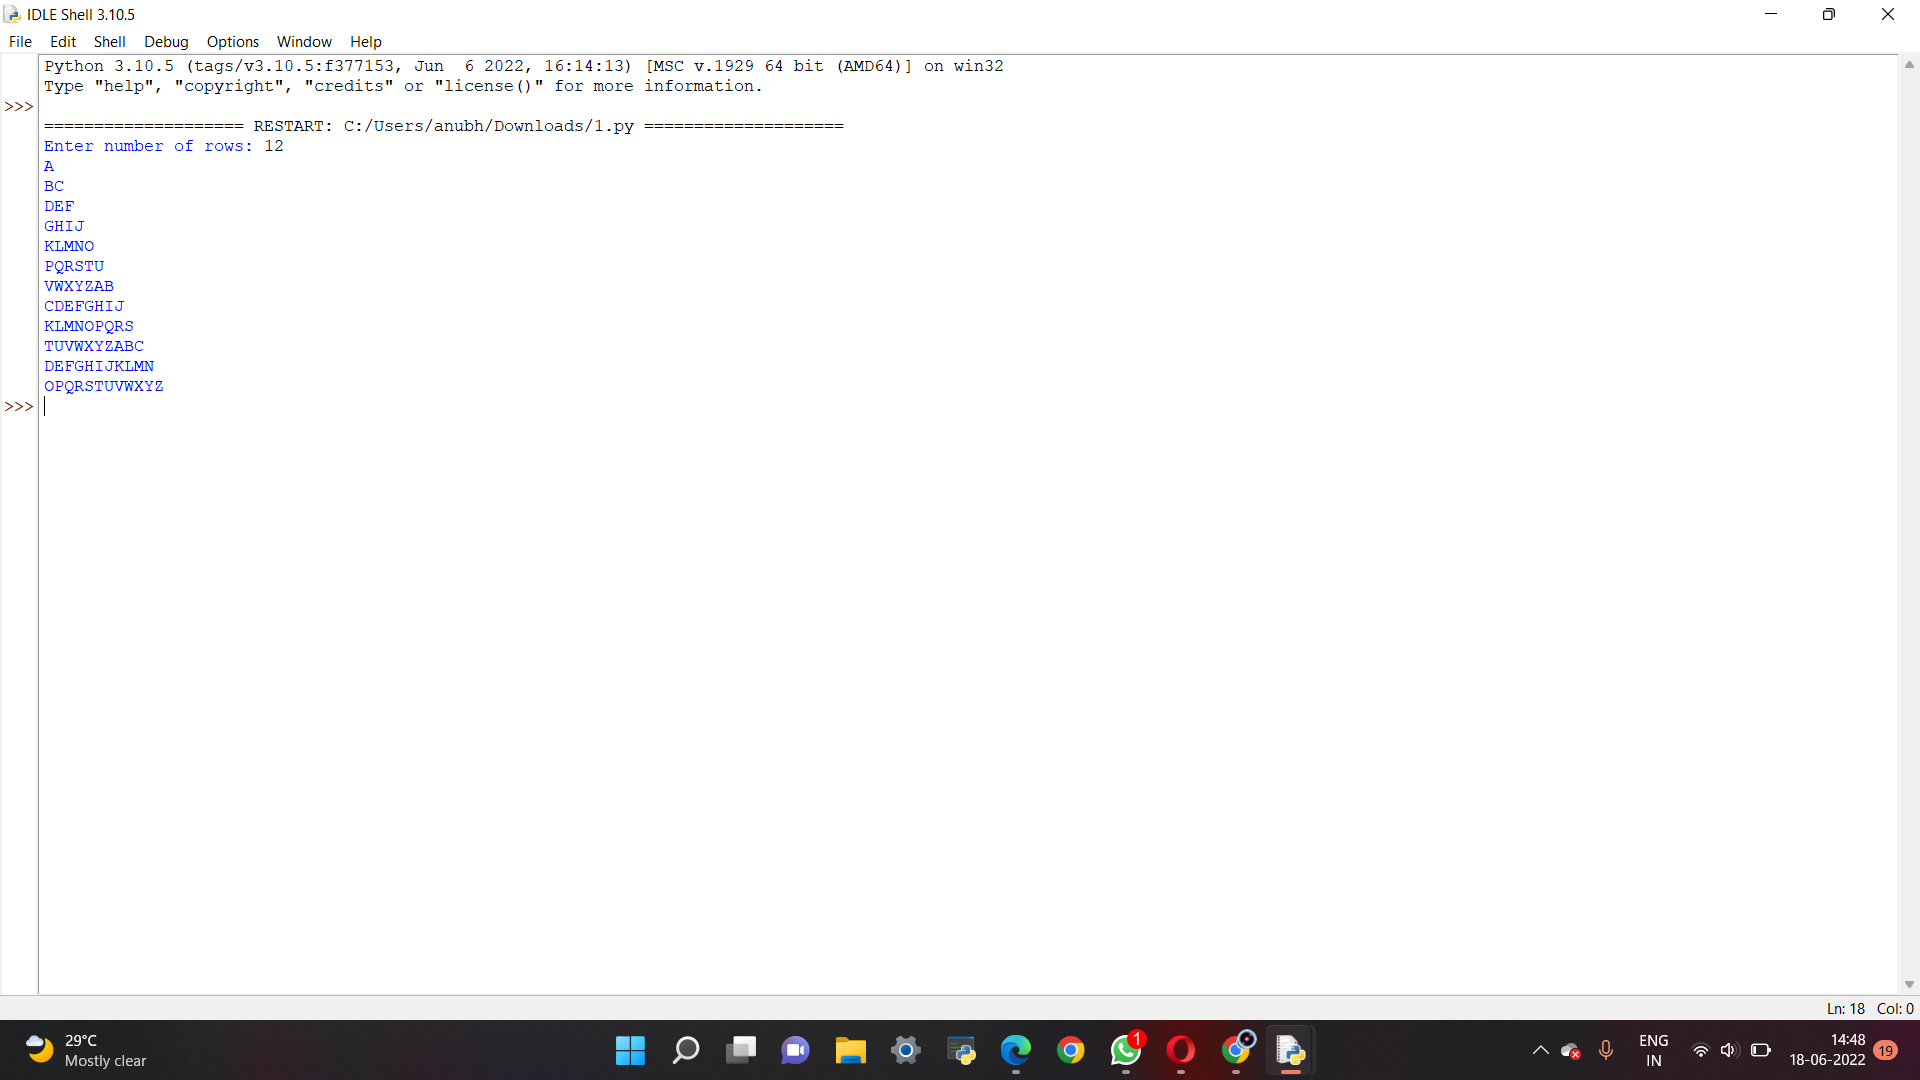 IDLE Shell 3.10.5
File Edit Shell Debug Options Window Help
Python 3.10.5 (tags/v3.10.5:f377153, Jun  6 2022, 16:14:13) [MSC v.1929 64 bit (AMD64)] on win32
Type "help", "copyright", "credits" or "license()" for more information.
>>>
==================== RESTART: C:/Users/anubh/Downloads/1.py ====================
Enter number of rows: 12
A
BC
DEF
GHIJ
KLMNO
PQRSTU
VWXYZAB
CDEFGHIJ
KLMNOPQRS
TUVWXYZABC
DEFGHIJKLMN
OPQRSTUVWXYZ
>>>
Ln: 18 Col: 0
29°C
Mostly clear
1
ENG
IN
14:48
18-06-2022
19